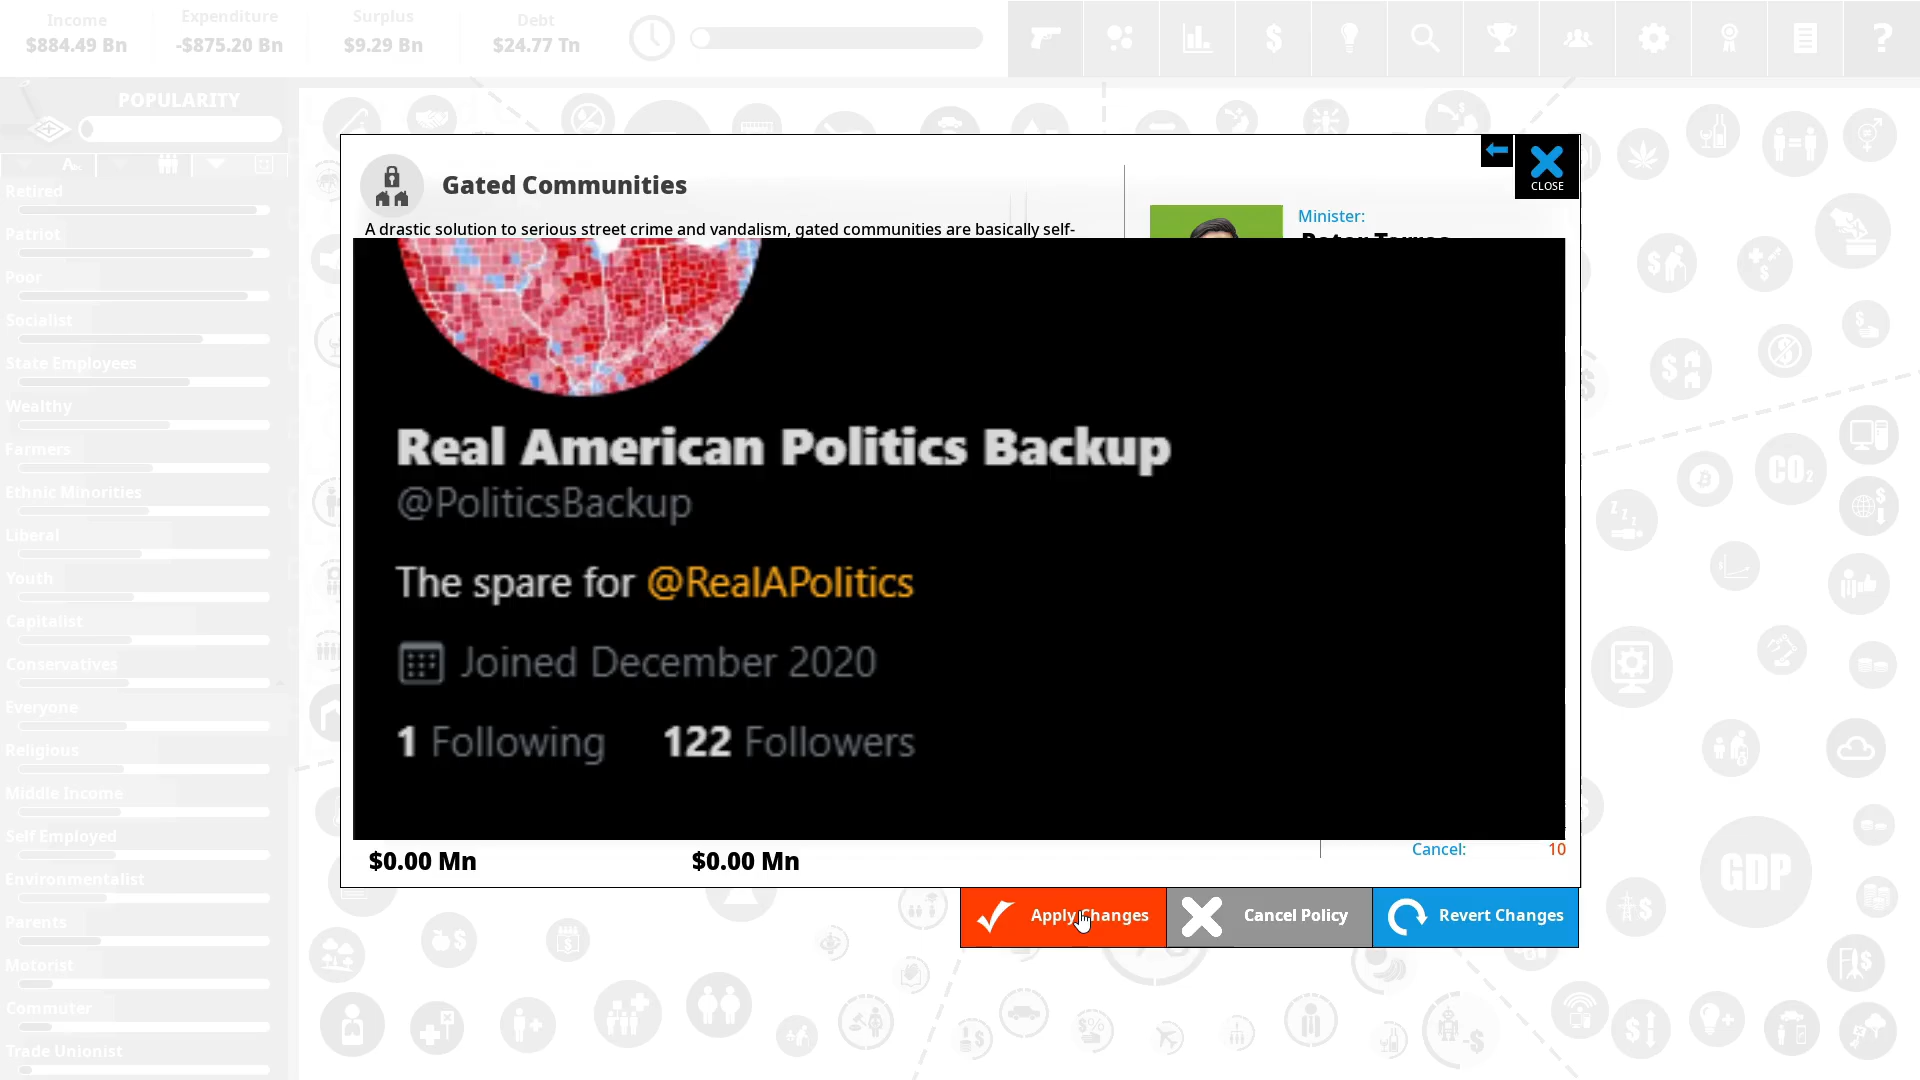 Income
$884.49 Bn
Expenditure
-$875.20 Bn
Surplus
$9.29 Bn
Debt
$24.77 Tn
$
?
POPULARITY
Retired
Patriot
Poor
Socialist
State Employees
Wealthy
Farmers
Ethnic Minorities
Liberal
Youth
Capitalist
Conservatives
Everyone
Religious
Middle Income
Self Employed
Environmentalist
Parents
Motorist
Commuter
Trade Unionist
Gated Communities
A drastic solution to serious street crime and vandalism, gated communities are basically self-
Minister:
CLOSE
Real American Politics Backup
@PoliticsBackup
The spare for @RealAPolitics
Joined December 2020
1 Following 122 Followers
$0.00 Mn
$0.00 Mn
Cancel: 10
Apply Changes
Cancel Policy
Revert Changes
CO2
GDP